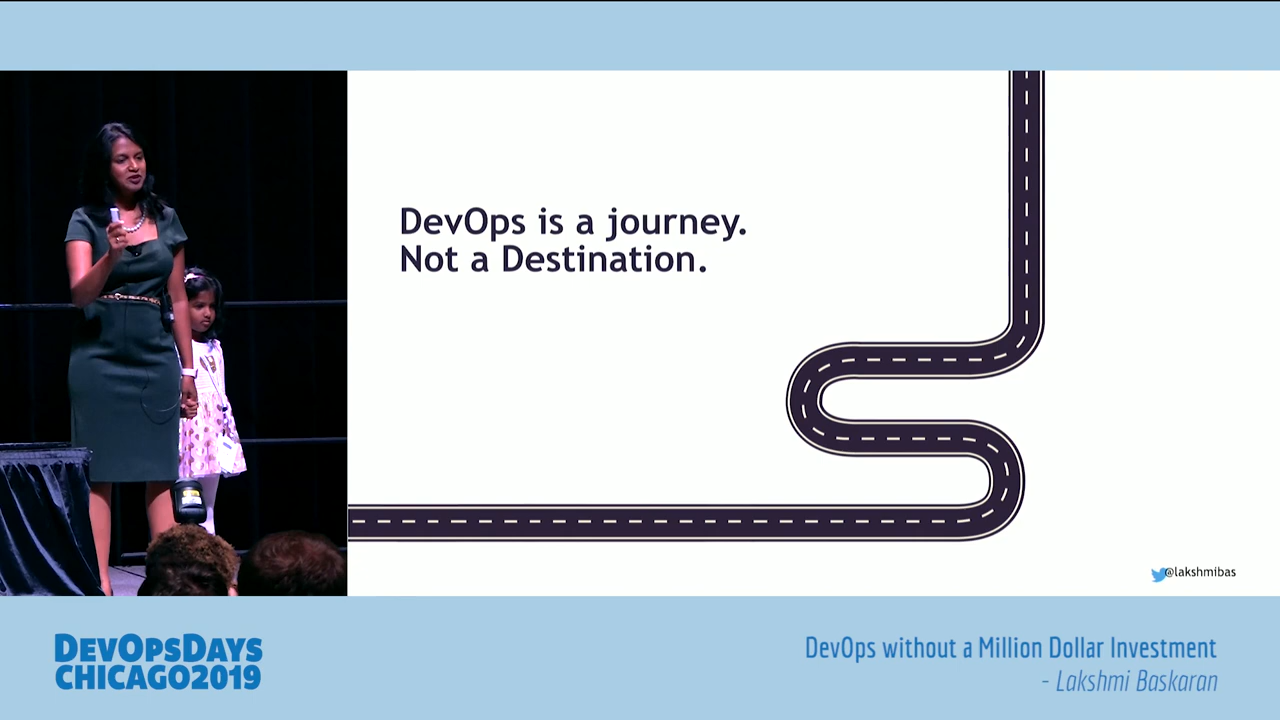 DevOps is a journey.
Not a Destination.
@lakshmibas
DEVOPSDAYS
CHICAGO2019
DevOps without a Million Dollar Investment
- Lakshmi Baskaran